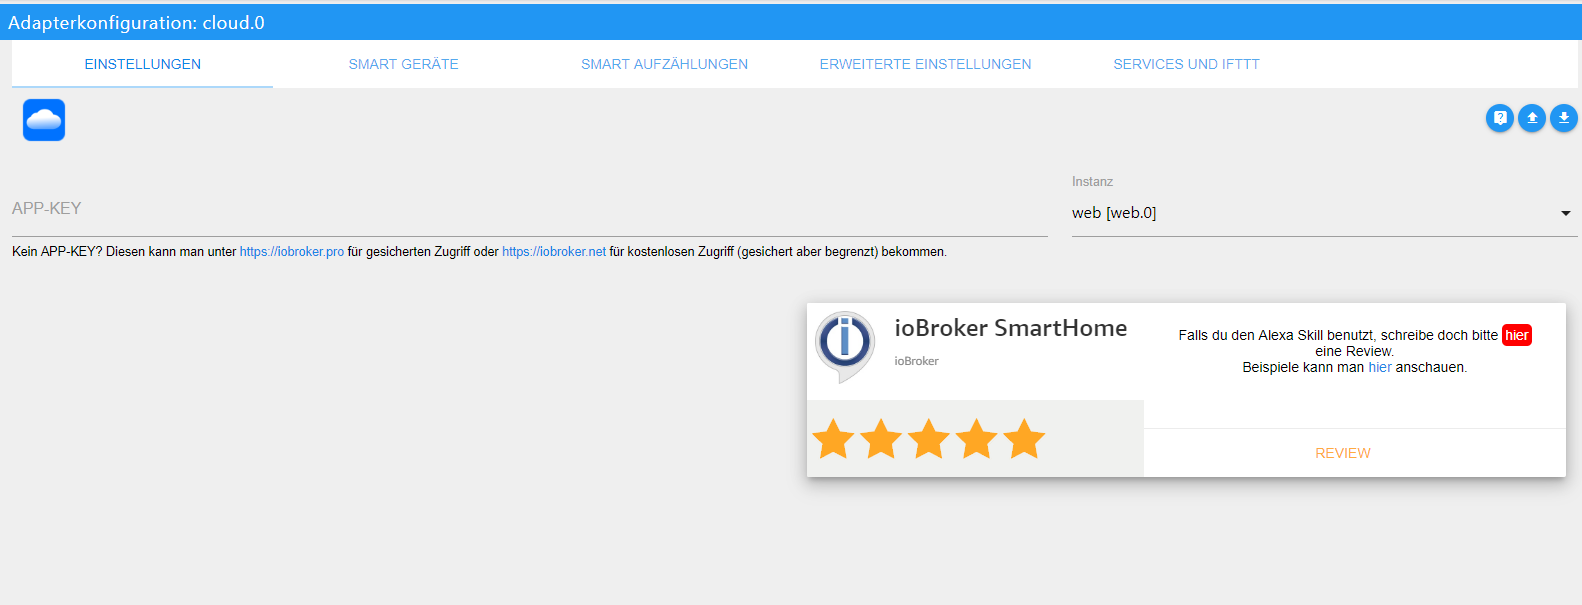 Adapterkonfiguration: cloud.0
EINSTELLUNGEN SMART GERÄTE SMART AUFZÄHLUNGEN ERWEITERTE EINSTELLUNGEN SERVICES UND IFTTT
Instanz
APP-KEY
web [web.0]
Kein APP-KEY? Diesen kann man unter https://iobroker.pro für gesicherten Zugriff oder https://iobroker.net für kostenlosen Zugriff (gesichert aber begrenzt) bekommen.
ioBroker SmartHome
ioBroker
Falls du den Alexa Skill benutzt, schreibe doch bitte hier
eine Review.
Beispiele kann man hier anschauen.
REVIEW